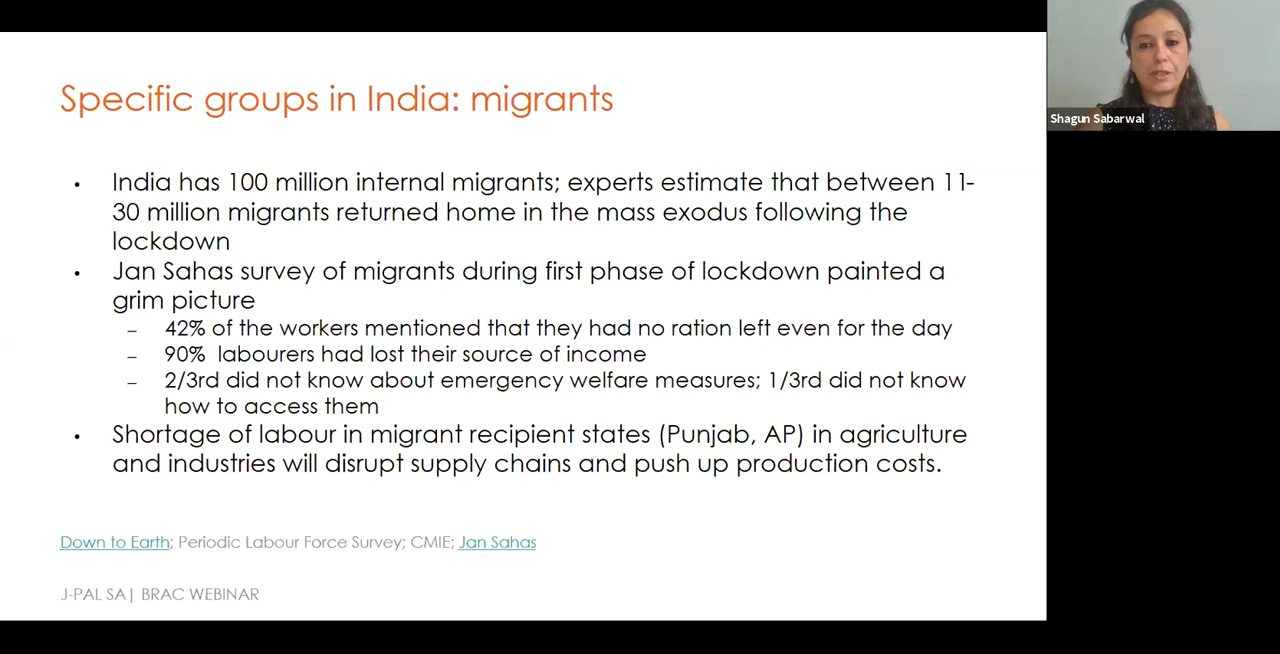 Specific groups in India: migrants
Shagun Sabarwal
• India has 100 million internal migrants; experts estimate that between 11-
30 million migrants returned home in the mass exodus following the
lockdown
• Jan Sahas survey of migrants during first phase of lockdown painted a
grim picture
– 42% of the workers mentioned that they had no ration left even for the day
– 90% labourers had lost their source of income
– 2/3rd did not know about emergency welfare measures; 1/3rd did not know
how to access them
• Shortage of labour in migrant recipient states (Punjab, AP) in agriculture
and industries will disrupt supply chains and push up production costs.
Down to Earth; Periodic Labour Force Survey; CMIE; Jan Sahas
J-PAL SA| BRAC WEBINAR